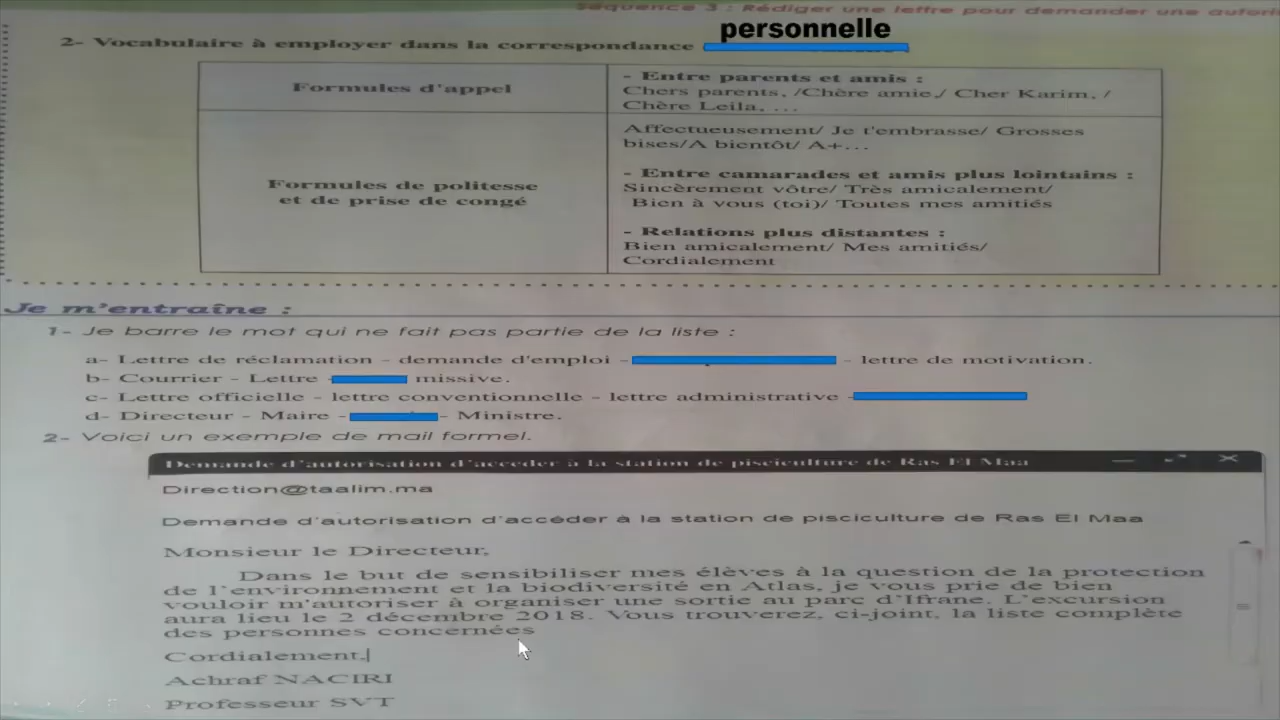 Séquence 3 : Rédiger une lettre pour demander une autori
personnelle
2- Vocabulaire à employer dans la correspondance
Formules d'appel
- Entre parents et amis :
Chers parents, /Chère amie,/ Cher Karim, /
Chère Leila, ...
Formules de politesse
et de prise de congé
Affectueusement/ Je t'embrasse/ Grosses
bises/A bientôt/ A+...
- Entre camarades et amis plus lointains :
Sincèrement vôtre/ Très amicalement/
Bien à vous (toi)/ Toutes mes amitiés
- Relations plus distantes :
Bien amicalement/ Mes amitiés/
Cordialement
Je m'entraîne :
1- Je barre le mot qui ne fait pas partie de la liste :
a- Lettre de réclamation - demande d'emploi - - lettre de motivation.
b- Courrier - Lettre - missive.
c- Lettre officielle - lettre conventionnelle - lettre administrative -
d- Directeur - Maire - - Ministre.
2- Voici un exemple de mail formel.
Demande d'autorisation d'accéder à la station de pisciculture de Ras El Maa
Direction@taalim.ma
Demande d'autorisation d'accéder à la station de pisciculture de Ras El Maa
Monsieur le Directeur,
Dans le but de sensibiliser mes élèves à la question de la protection
de l'environnement et la biodiversité en Atlas, je vous prie de bien
vouloir m'autoriser à organiser une sortie au parc d'Ifrane. L'excursion
aura lieu le 2 décembre 2018. Vous trouverez, ci-joint, la liste complète
des personnes concernées
Cordialement,
Achraf NACIRI
Professeur SVT